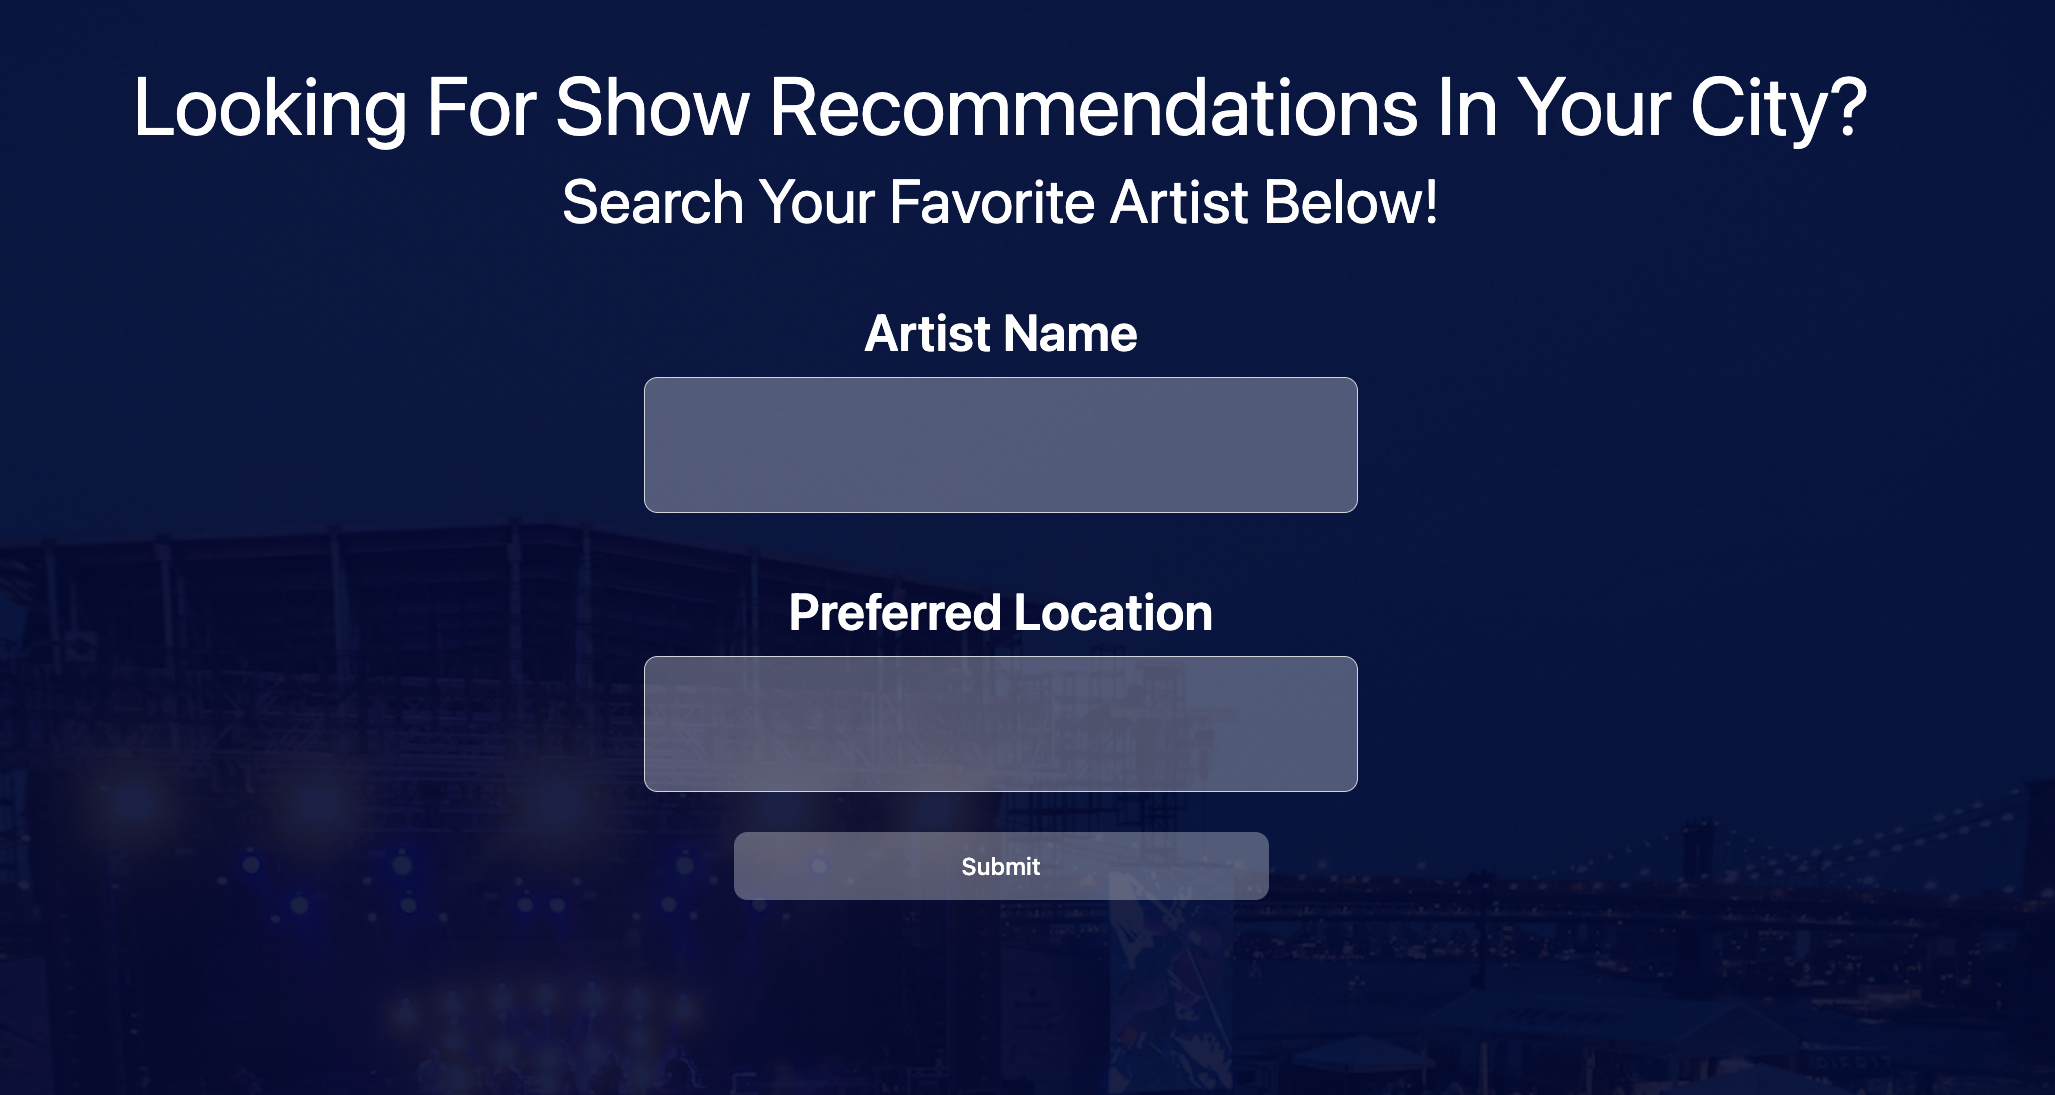 Looking For Show Recommendations In Your City?
Search Your Favorite Artist Below!
Artist Name
Preferred Location
Submit